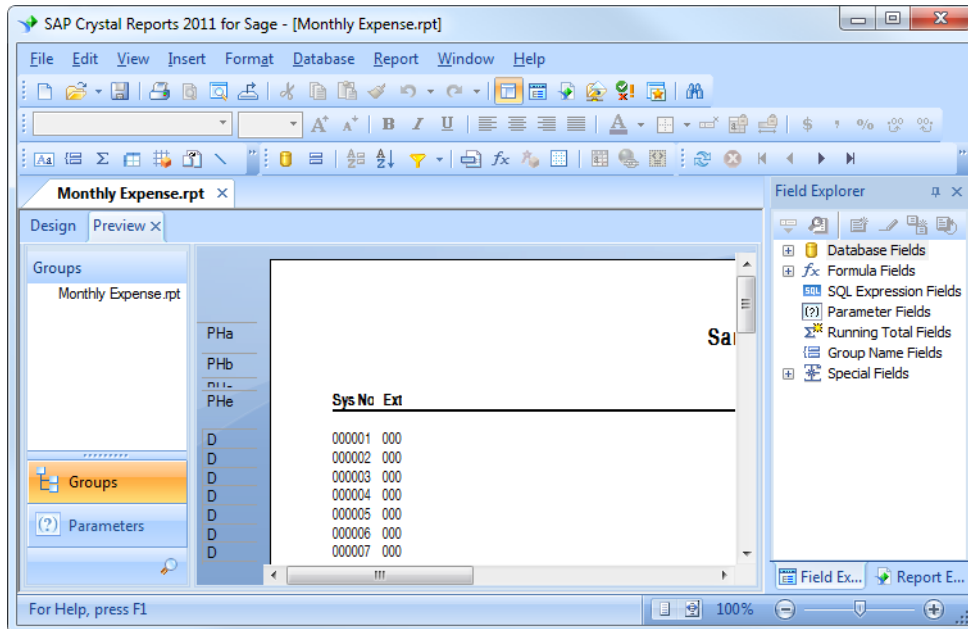 SAP Crystal Reports 2011 for Sage - [Monthly Expense.rpt]
File Edit View Insert Format Database Report Window Help
Monthly Expense.rpt
Field Explorer
Design Preview
Groups
Monthly Expense.rpt
PHa
PHb
PHe
D
D
D
D
D
D
D
Sa
Sys No Ext
000001 000
000002 000
000003 000
000004 000
000005 000
000006 000
000007 000
Groups
(?) Parameters
Database Fields
fx Formula Fields
SQL SQL Expression Fields
(?) Parameter Fields
Running Total Fields
Group Name Fields
Special Fields
Field Ex... Report E...
For Help, press F1
100%